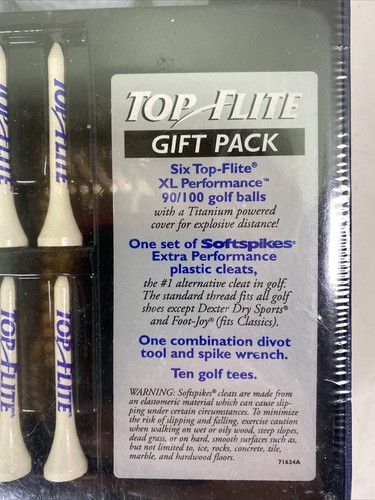 TOP FLITE
GIFT PACK
Six Top-Flite®
XL Performance™
90/100 golf balls
with a Titanium powered
cover for explosive distance!
One set of Softspikes®
Extra Performance
plastic cleats,
the #1 alternative cleat in golf.
The standard thread fits all golf
shoes except Dexter Dry Sports®
and Foot-Joy® (fits Classics).
One combination divot
tool and spike wrench.
Ten golf tees.
WARNING: Softspikes® cleats are made from
an elastomeric material which can cause slip-
ping under certain circumstances. To minimize
the risk of slipping and falling, exercise caution
when walking on wet or oily wood, steep slopes,
dead grass, or on hard, smooth surfaces such as,
but not limited to, ice, rocks, concrete, tile,
marble, and hardwood floors.
71624A
TOP-FLITE
TOP-FLITE